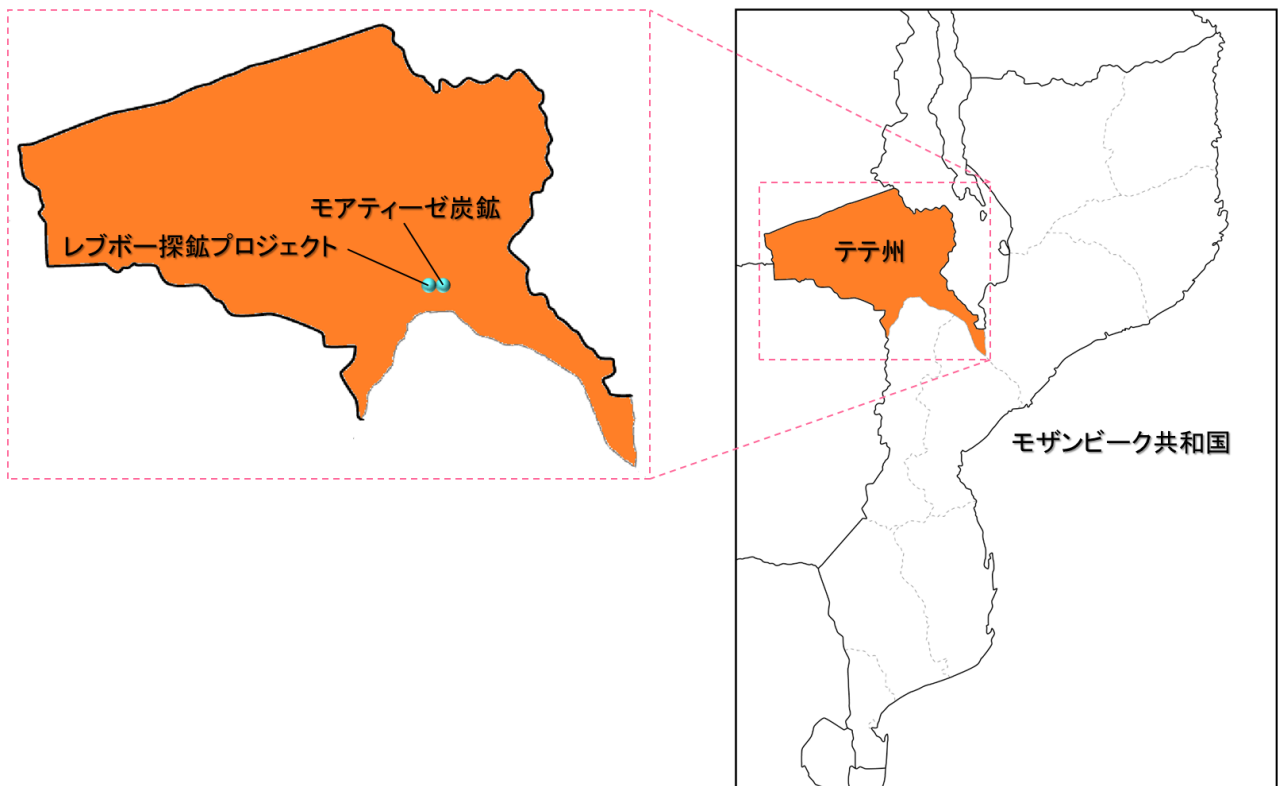 モアティーゼ炭鉱
レブボー探鉱プロジェクト
テテ州
モザンビーク共和国